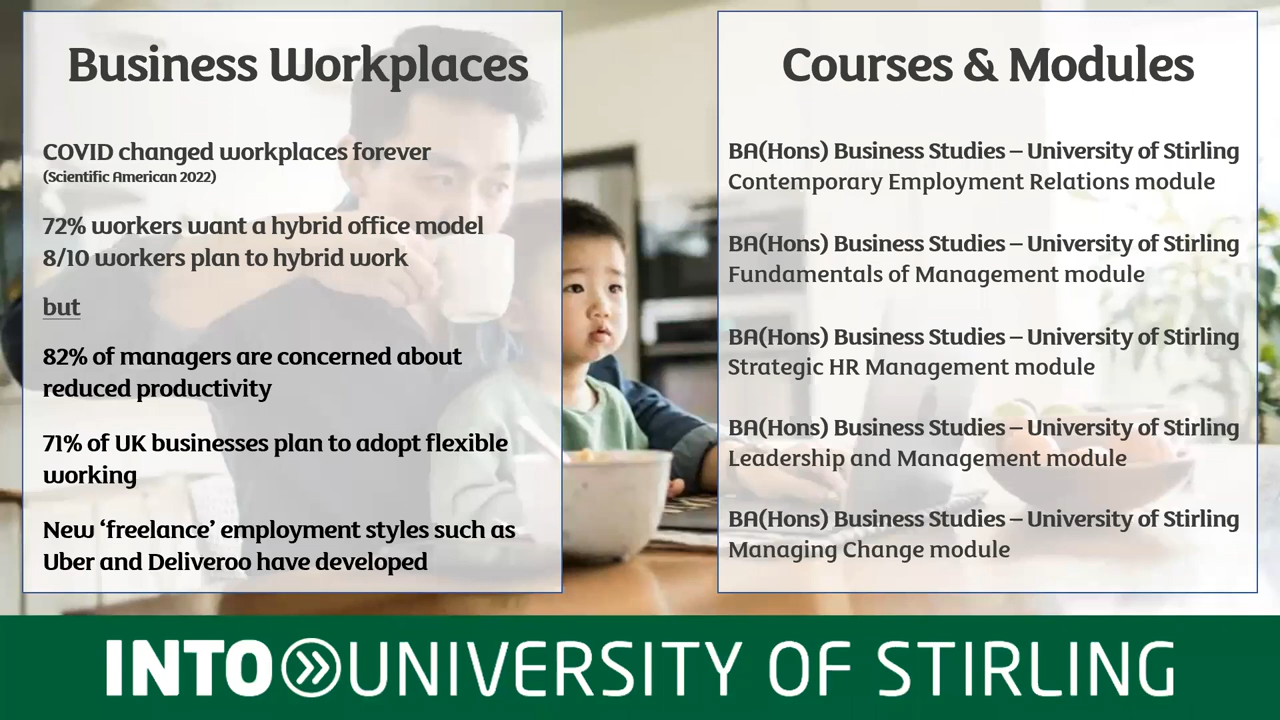 Business Workplaces
COVID changed workplaces forever
(Scientific American 2022)
72% workers want a hybrid office model
8/10 workers plan to hybrid work
but
82% of managers are concerned about
reduced productivity
71% of UK businesses plan to adopt flexible
working
New ‘freelance’ employment styles such as
Uber and Deliveroo have developed
Courses & Modules
BA(Hons) Business Studies – University of Stirling
Contemporary Employment Relations module
BA(Hons) Business Studies – University of Stirling
Fundamentals of Management module
BA(Hons) Business Studies – University of Stirling
Strategic HR Management module
BA(Hons) Business Studies – University of Stirling
Leadership and Management module
BA(Hons) Business Studies – University of Stirling
Managing Change module
INTO UNIVERSITY OF STIRLING